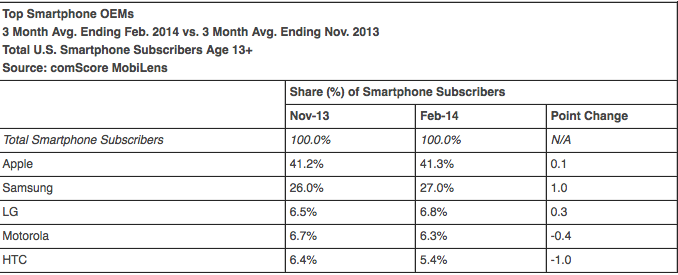 Top Smartphone OEMs
3 Month Avg. Ending Feb. 2014 vs. 3 Month Avg. Ending Nov. 2013
Total U.S. Smartphone Subscribers Age 13+
Source: comScore MobiLens
Share (%) of Smartphone Subscribers
Nov-13 Feb-14 Point Change
Total Smartphone Subscribers 100.0% 100.0% N/A
Apple 41.2% 41.3% 0.1
Samsung 26.0% 27.0% 1.0
LG 6.5% 6.8% 0.3
Motorola 6.7% 6.3% -0.4
HTC 6.4% 5.4% -1.0